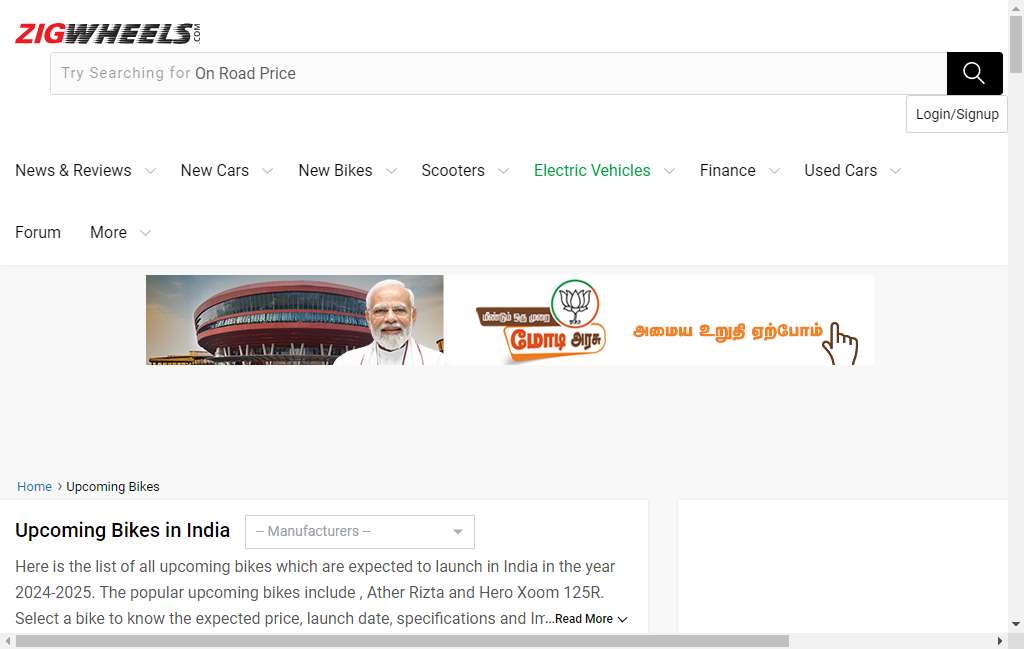 ZIGWHEELS.COM
Try Searching for On Road Price
Login/Signup
News & Reviews New Cars New Bikes Scooters Electric Vehicles Finance Used Cars
Forum More
மீண்டும் ஒரு முறை
மோடி அரசு
அமைய உறுதி ஏற்போம்
Home › Upcoming Bikes
Upcoming Bikes in India
-- Manufacturers --
Here is the list of all upcoming bikes which are expected to launch in India in the year
2024-2025. The popular upcoming bikes include , Ather Rizta and Hero Xoom 125R.
Select a bike to know the expected price, launch date, specifications and Im...Read More